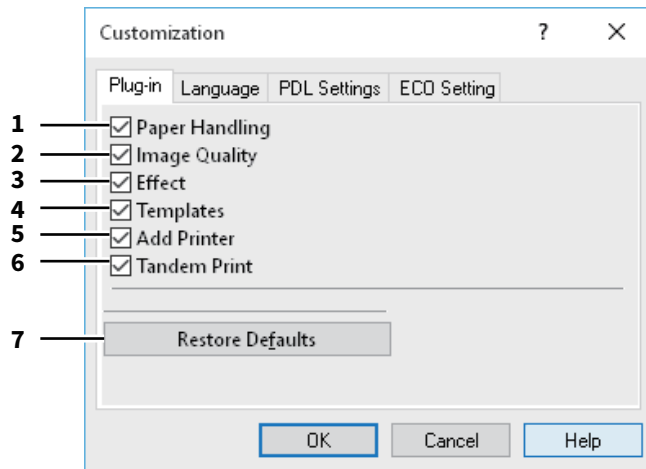 Customization ? ×
Plug-in Language PDL Settings ECO Setting
1 Paper Handling
2 Image Quality
3 Effect
4 Templates
5 Add Printer
6 Tandem Print
7 Restore Defaults
OK Cancel Help